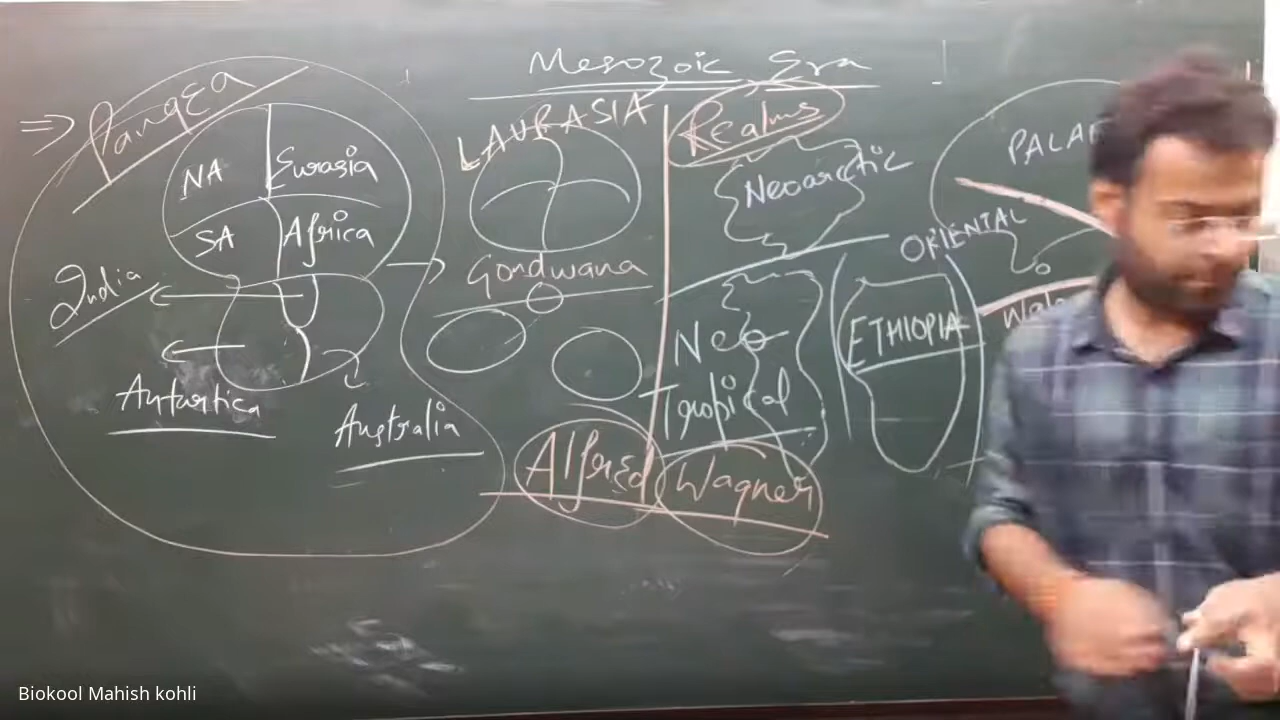 Mesozoic Era
=> Pangea
NA
Eurasia
SA
Africa
India
Antartica
Australia
LAURASIA
Gondwana
Realms
Neoarctic
Neo
Tropical
ETHIOPIA
ORIENTAL
Alfred Wagner
Biokool Mahish kohli